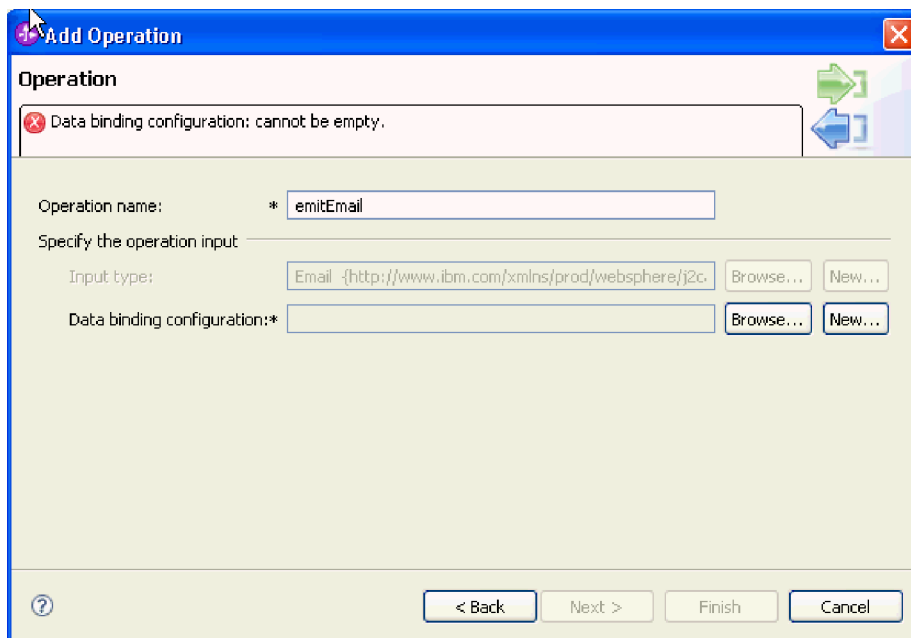 Add Operation
Operation
Data binding configuration: cannot be empty.
Operation name: * emitEmail
Specify the operation input
Input type: Email {http://www.ibm.com/xmlns/prod/websphere/j2c. Browse... New...
Data binding configuration:* Browse... New...
? < Back Next > Finish Cancel